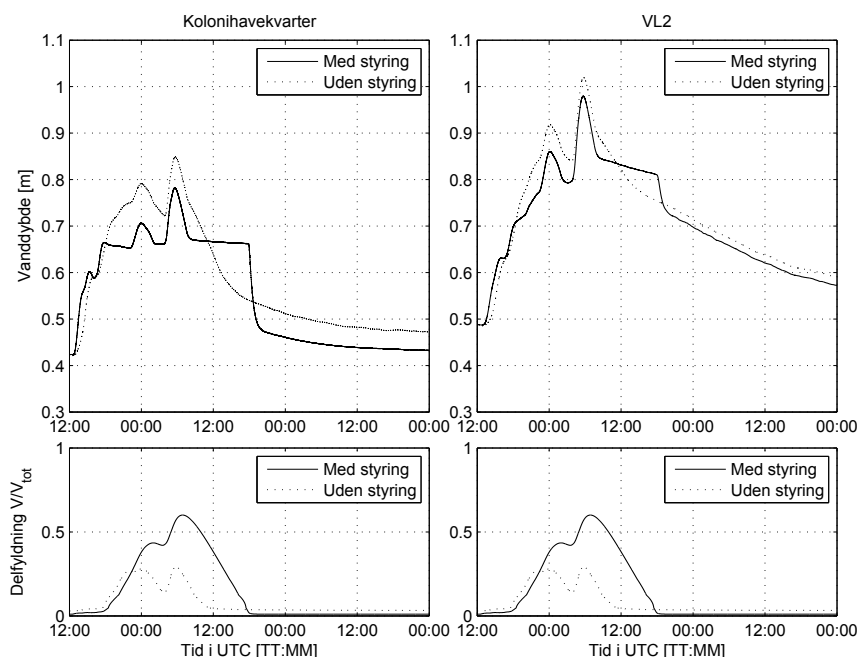 Kolonihavekvarter
VL2
1.1
1
0.9
0.8
0.7
0.6
0.5
0.4
0.3
Vanddybde [m]
Med styring
Uden styring
12:00 00:00 12:00 00:00 12:00 00:00
1.1
1
0.9
0.8
0.7
0.6
0.5
0.4
0.3
Med styring
Uden styring
12:00 00:00 12:00 00:00 12:00 00:00
1
0.5
0
Delfyldning V/Vtot
Med styring
Uden styring
12:00 00:00 12:00 00:00 12:00 00:00
Tid i UTC [TT:MM]
1
0.5
0
Med styring
Uden styring
12:00 00:00 12:00 00:00 12:00 00:00
Tid i UTC [TT:MM]